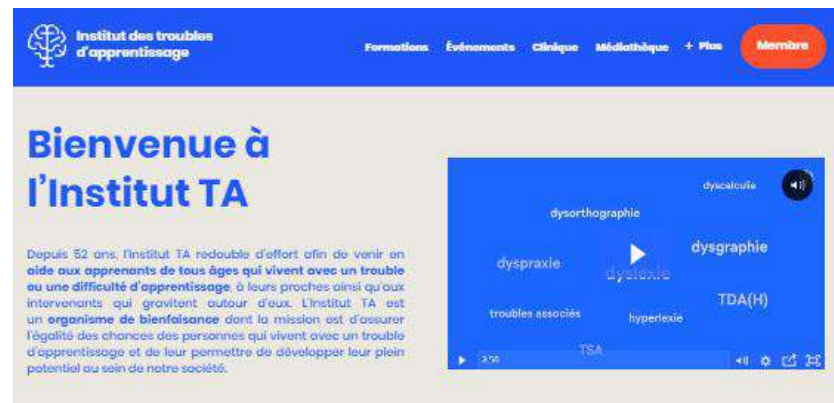 Institut des troubles
d'apprentissage
Formations Événements Clinique Médiathèque + Plus Membre
Bienvenue à
l'Institut TA
Depuis 52 ans, l'Institut TA redouble d'effort afin de venir en
aide aux apprenants de tous âges qui vivent avec un trouble
ou une difficulté d'apprentissage, à leurs proches ainsi qu'aux
intervenants qui gravitent autour d'eux. L'Institut TA est
un organisme de bienfaisance dont la mission est d'assurer
l'égalité des chances des personnes qui vivent avec un trouble
d'apprentissage et de leur permettre de développer leur plein
potentiel au sein de notre société.
dyscalculie
dysorthographie
dysgraphie
dyspraxie
dyslexie
TDA(H)
troubles associés
hyperlexie
TSA